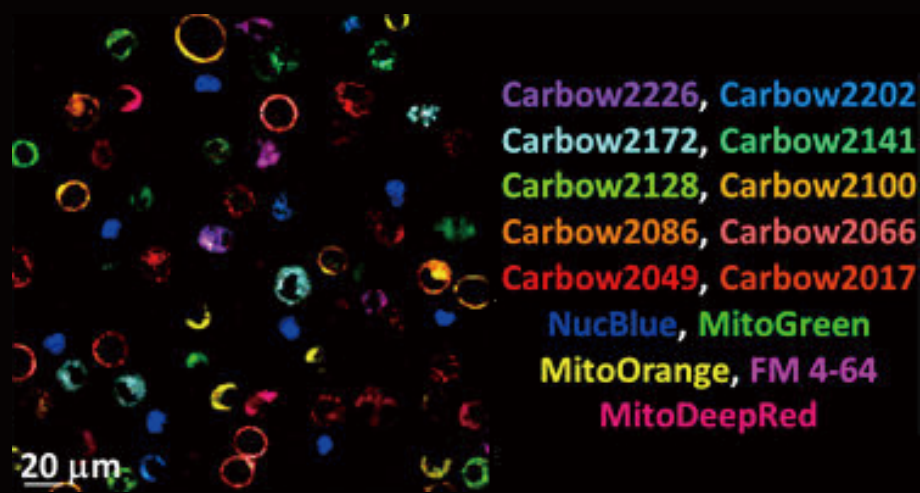 Carbow2226, Carbow2202
Carbow2172, Carbow2141
Carbow2128, Carbow2100
Carbow2086, Carbow2066
Carbow2049, Carbow2017
NucBlue, MitoGreen
MitoOrange, FM 4-64
MitoDeepRed
20 μm